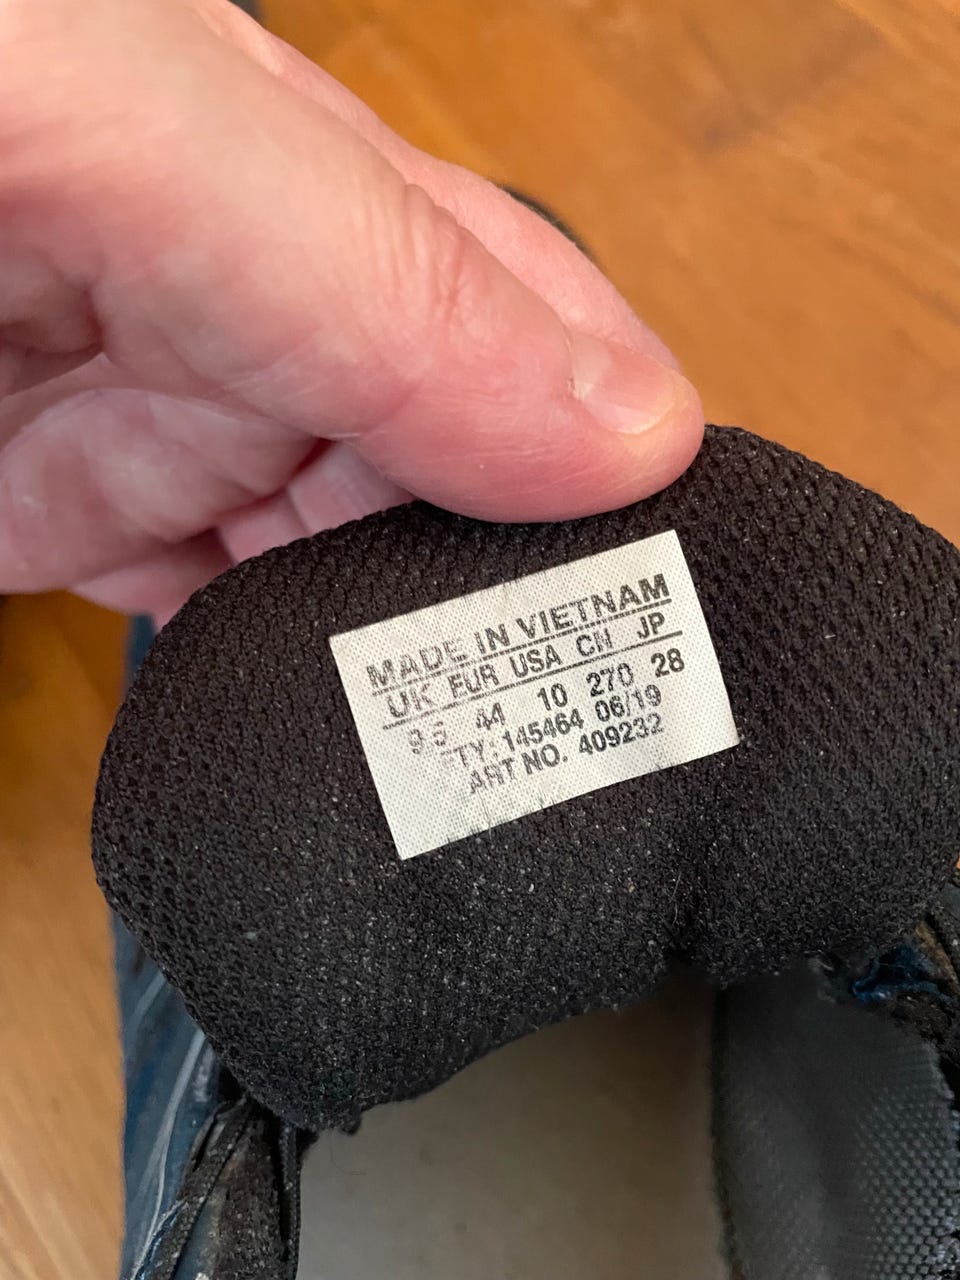 MADE IN VIETNAM
UK EUR USA CN JP
9.5 44 10 270 28
TY: 145464 06/19
ART NO. 409232